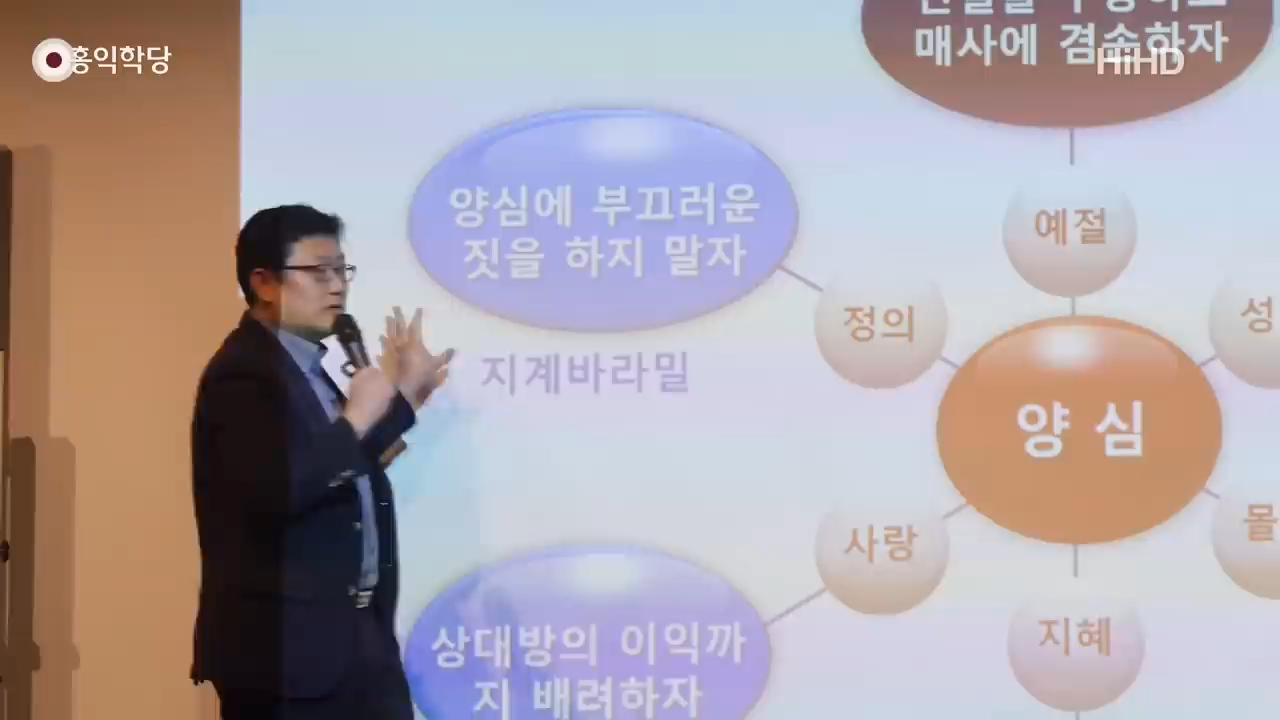 홍익학당
매사에 겸손하자
HiHD
양심에 부끄러운
짓을 하지 말자
예절
정의
성
지계바라밀
양 심
사랑
몰
지혜
상대방의 이익까
지 배려하자